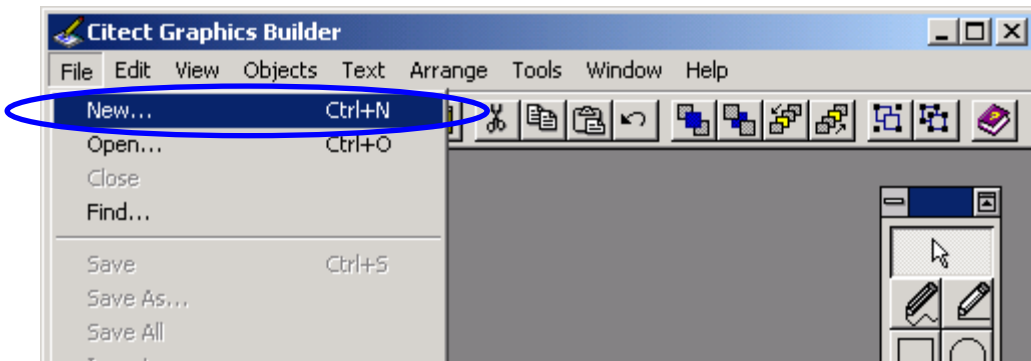 Citect Graphics Builder
File Edit View Objects Text Arrange Tools Window Help
New... Ctrl+N
Open... Ctrl+O
Close
Find...
Save Ctrl+S
Save As...
Save All